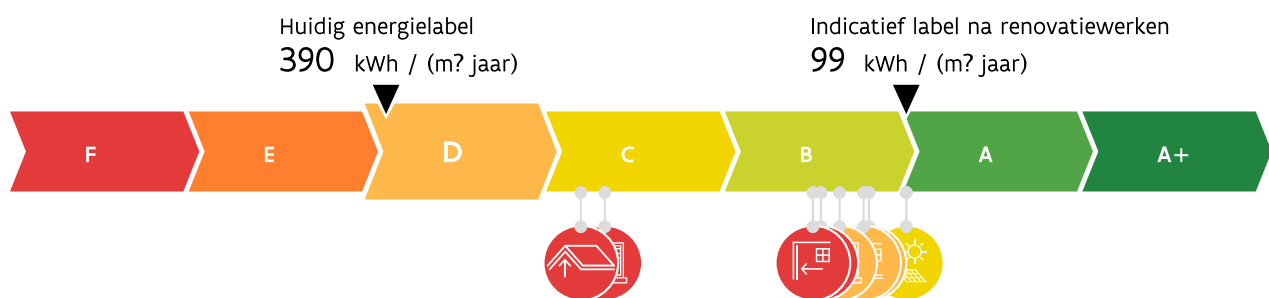 Huidig energielabel
390 kWh / (m? jaar)
Indicatief label na renovatiewerken
99 kWh / (m? jaar)
F E D C B A A+